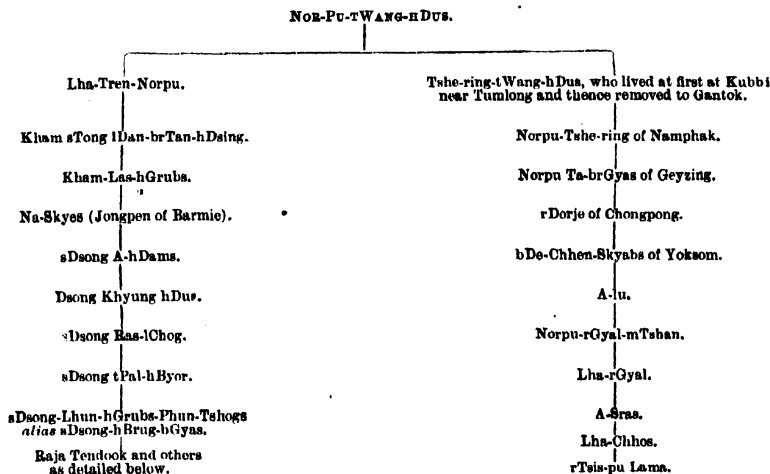 NOR-PU-TWANG-HDUS.
Lha-Tren-Norpu.
Kham sTong lDan-brTan-hDsing.
Kham-Las-hGrubs.
Na-Skyes (Jongpen of Barmie).
sDsong A-hDams.
Dsong Khyung hDus.
sDsong Ras-lChog.
sDsong tPal-hByor.
sDsong-Lhun-hGrubs-Phun-Tshogs
alias sDsong-hBrug-bGyas.
Raja Tendook and others
as detailed below.
Tshe-ring-tWang-hDus, who lived at first at Kubbi
near Tumlong and thence removed to Gantok.
Norpu-Tshe-ring of Namphak.
Norpu Ta-brGyas of Geyzing.
rDorje of Chongpong.
bDe-Chhen-Skyabs of Yoksom.
A-lu.
Norpu-rGyal-mTshan.
Lha-rGyal.
A-Sras.
Lha-Chhos.
rTsis-pu Lama.